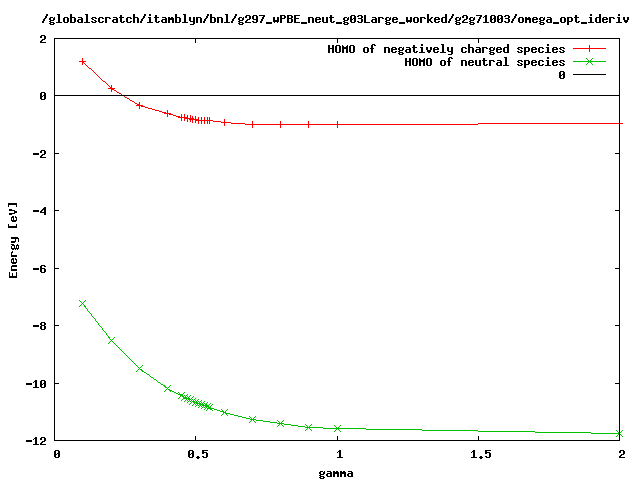 /globalscratch/itamblyn/bnl/g297_wPBE_neut_g03Large_worked/g2g71003/omega_opt_ideriv
HOMO of negatively charged species
HOMO of neutral species
0
2
0
-2
-4
-6
-8
-10
-12
Energy [eV]
0 0.5 1 1.5 2
gamma